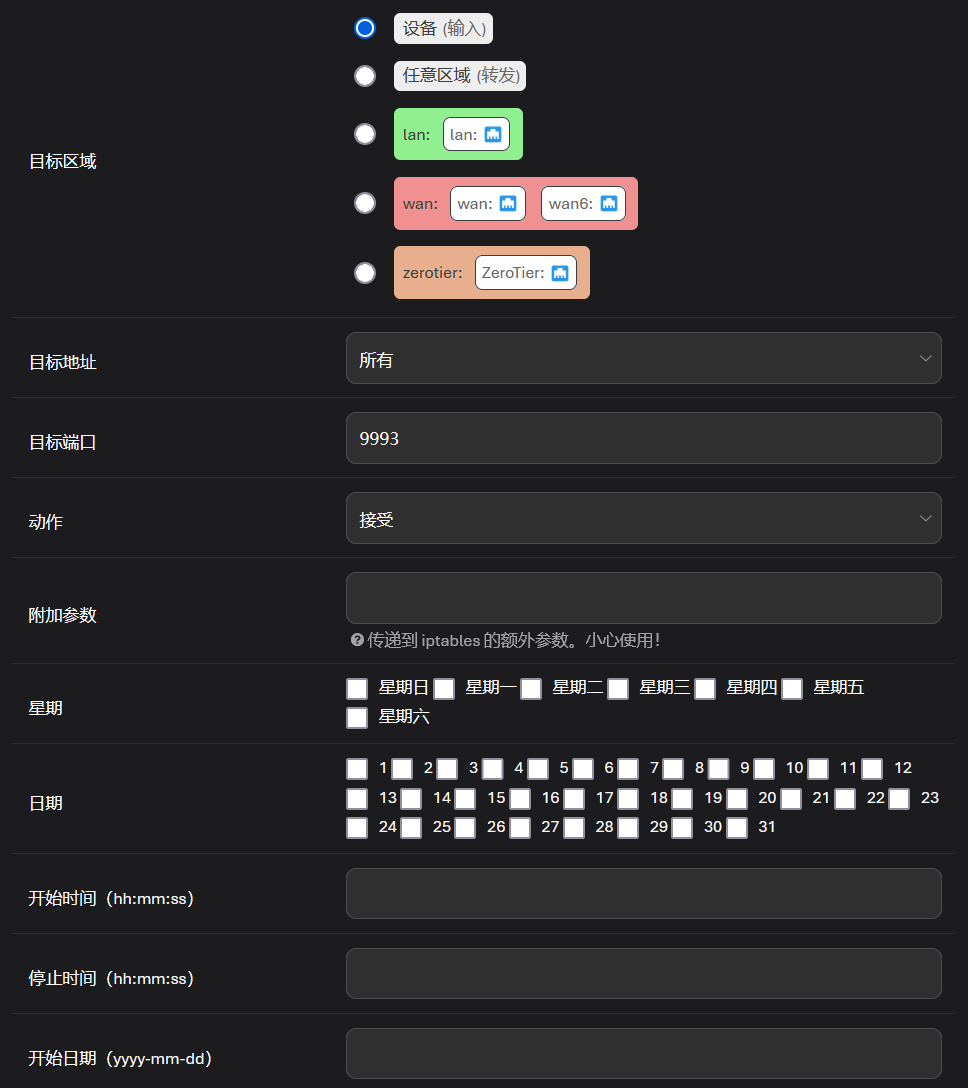 目标区域
设备 (输入)
任意区域 (转发)
lan: lan:
wan: wan: wan6:
zerotier: ZeroTier:
目标地址
所有
目标端口
9993
动作
接受
附加参数
传递到 iptables 的额外参数。小心使用！
星期
星期日 星期一 星期二 星期三 星期四 星期五
星期六
日期
1 2 3 4 5 6 7 8 9 10 11 12
13 14 15 16 17 18 19 20 21 22 23
24 25 26 27 28 29 30 31
开始时间（hh:mm:ss）
停止时间（hh:mm:ss）
开始日期（yyyy-mm-dd）